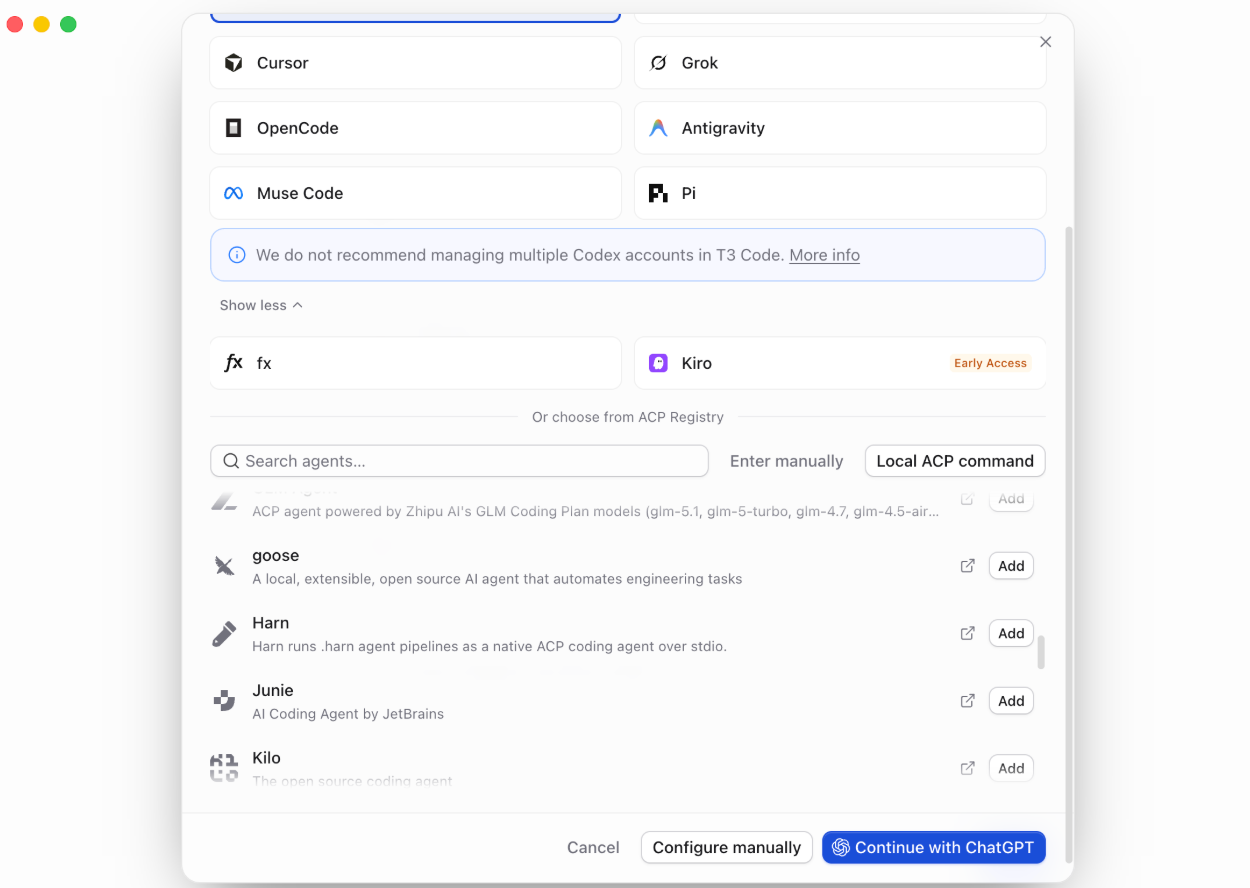 Cursor
Grok
OpenCode
Antigravity
Muse Code
Pi
We do not recommend managing multiple Codex accounts in T3 Code. More info
Show less
fx fx
Kiro
Early Access
Or choose from ACP Registry
Search agents...
Enter manually
Local ACP command
ACP agent powered by Zhipu AI's GLM Coding Plan models (glm-5.1, glm-5-turbo, glm-4.7, glm-4.5-air...
Add
goose
A local, extensible, open source AI agent that automates engineering tasks
Add
Harn
Harn runs .harn agent pipelines as a native ACP coding agent over stdio.
Add
Junie
AI Coding Agent by JetBrains
Add
Kilo
The open source coding agent
Add
Cancel
Configure manually
Continue with ChatGPT